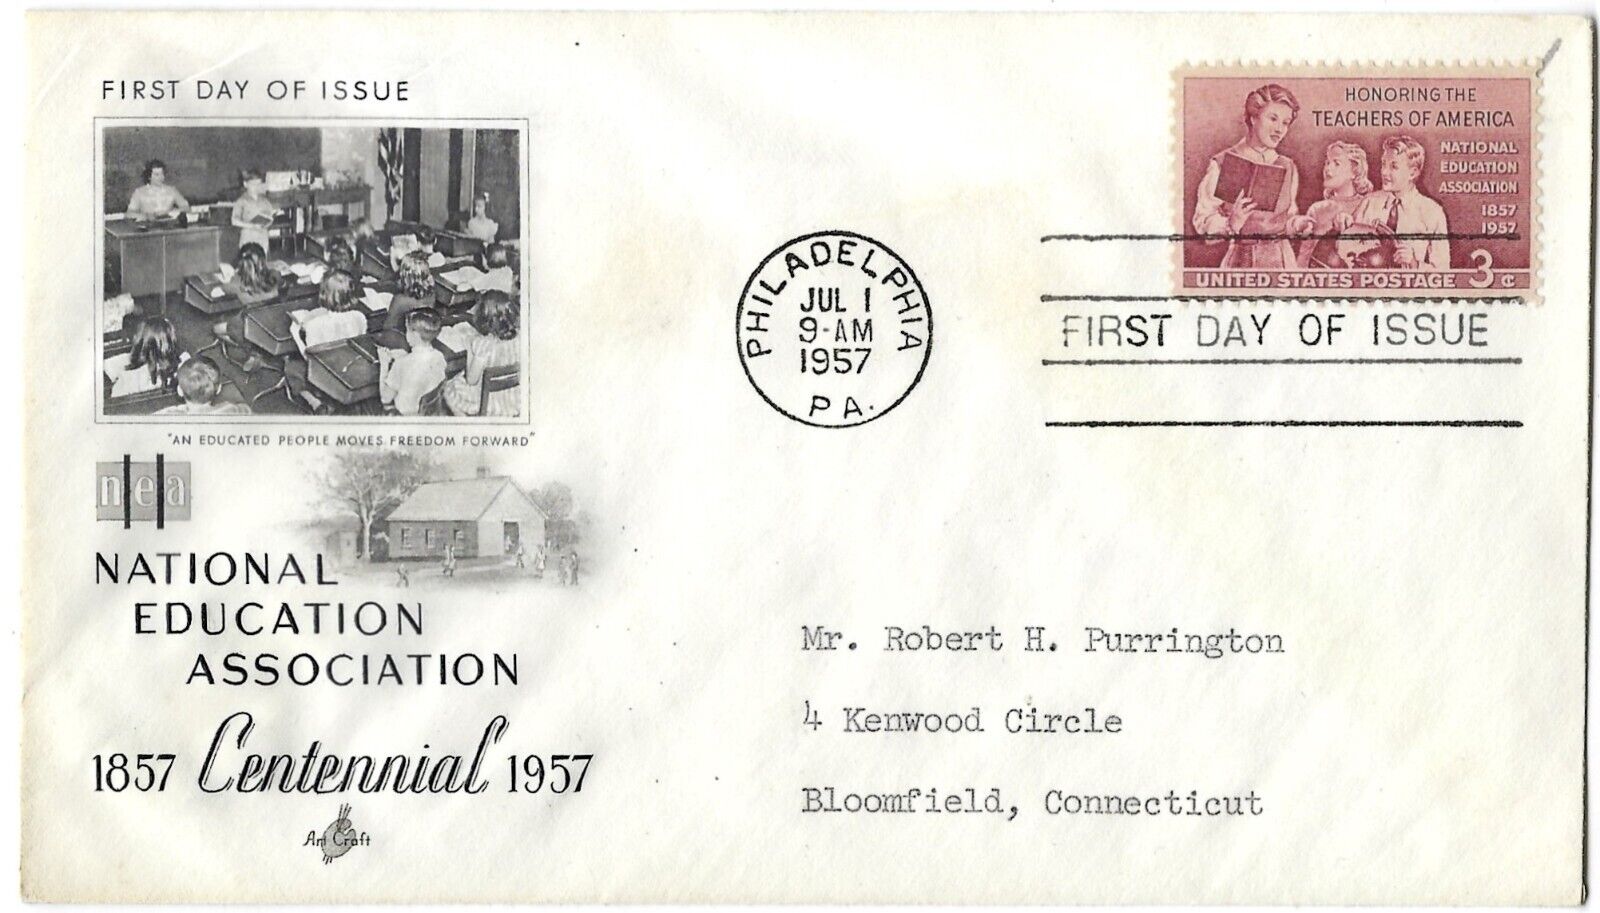 FIRST DAY OF ISSUE
"AN EDUCATED PEOPLE MOVES FREEDOM FORWARD"
nea
NATIONAL
EDUCATION
ASSOCIATION
1857 Centennial 1957
Art Craft
PHILADELPHIA
JUL 1
9-AM
1957
PA.
HONORING THE
TEACHERS OF AMERICA
NATIONAL
EDUCATION
ASSOCIATION
1857
1957
UNITED STATES POSTAGE 3¢
FIRST DAY OF ISSUE
Mr. Robert H. Purrington
4 Kenwood Circle
Bloomfield, Connecticut